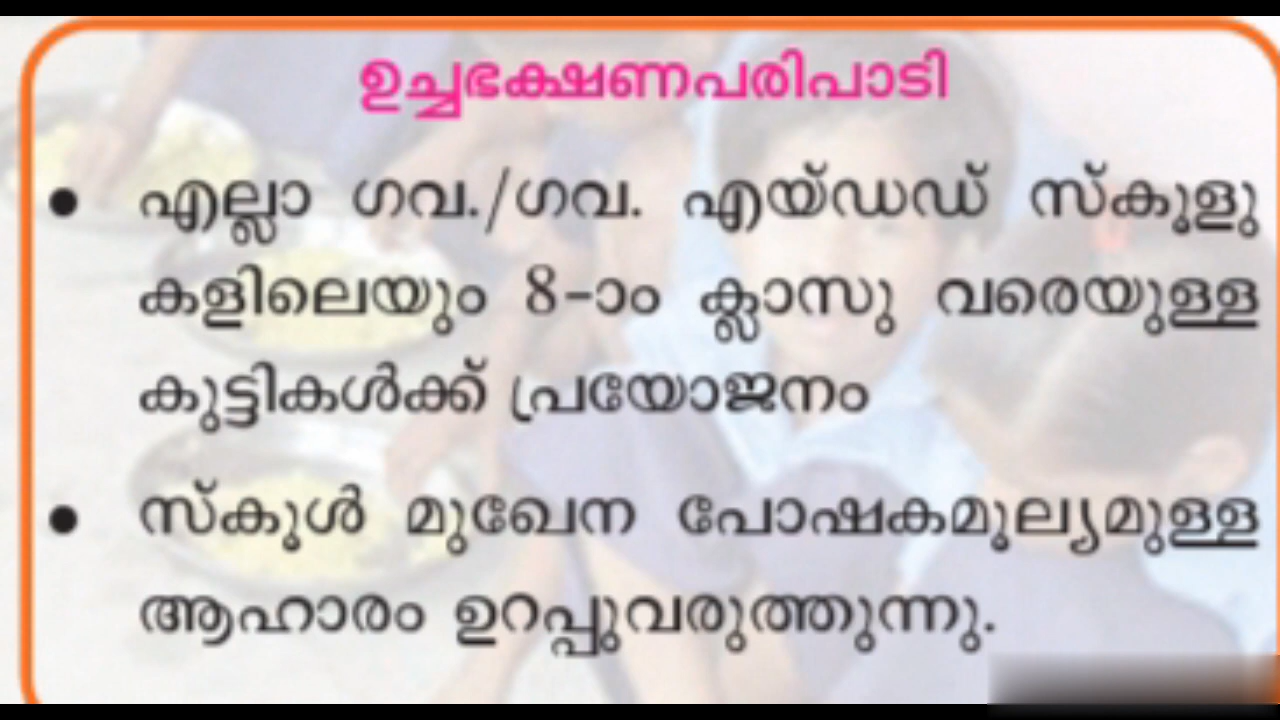 ഉച്ചഭക്ഷണപരിപാടി
• എല്ലാ ഗവ./ഗവ. എയ്ഡഡ് സ്കൂളു
കളിലെയും 8-ാം ക്ലാസു വരെയുള്ള
കുട്ടികൾക്ക് പ്രയോജനം
• സ്കൂൾ മുഖേന പോഷകമൂല്യമുള്ള
ആഹാരം ഉറപ്പുവരുത്തുന്നു.